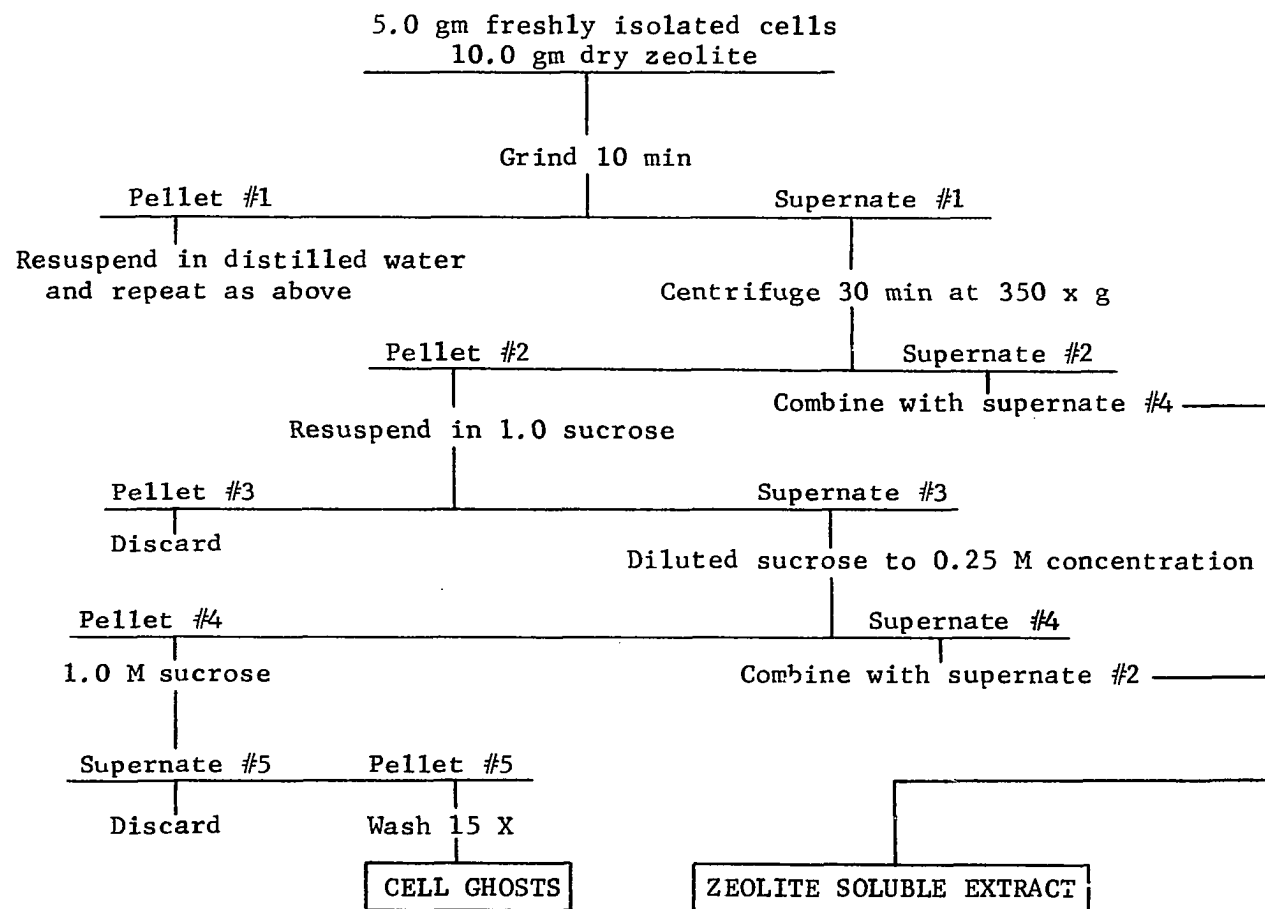 5.0 gm freshly isolated cells
10.0 gm dry zeolite
Grind 10 min
Pellet #1
Supernate #1
Resuspend in distilled water
and repeat as above
Centrifuge 30 min at 350 x g
Pellet #2
Supernate #2
Combine with supernate #4
Resuspend in 1.0 sucrose
Pellet #3
Supernate #3
Discard
Diluted sucrose to 0.25 M concentration
Pellet #4
Supernate #4
1.0 M sucrose
Combine with supernate #2
Supernate #5
Pellet #5
Discard
Wash 15 X
CELL GHOSTS
ZEOLITE SOLUBLE EXTRACT